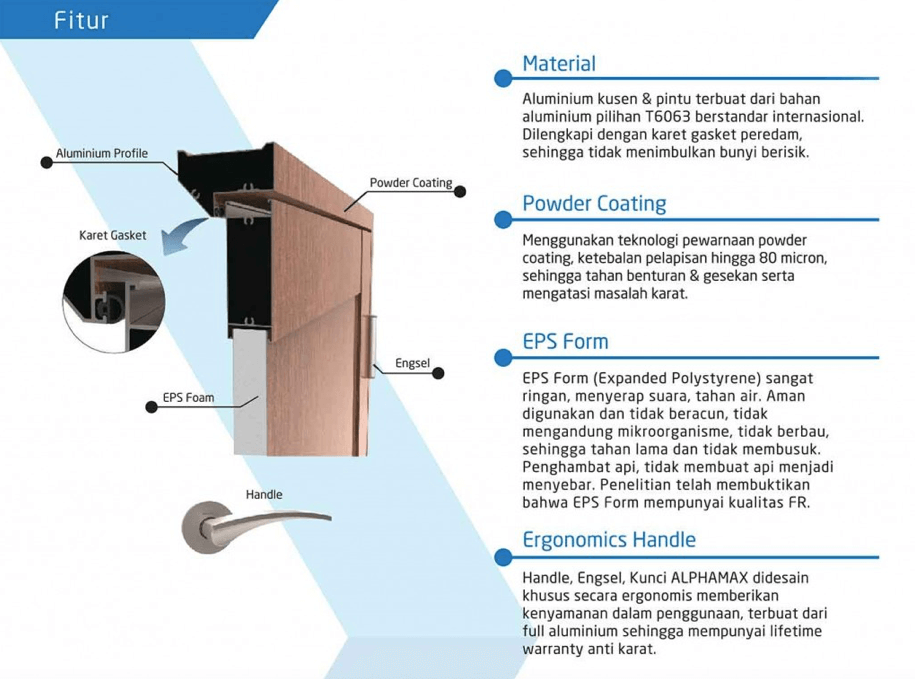 Fitur
Aluminium Profile
Powder Coating
Karet Gasket
Engsel
EPS Foam
Handle
Material
Aluminium kusen & pintu terbuat dari bahan
aluminium pilihan T6063 berstandar internasional.
Dilengkapi dengan karet gasket peredam,
sehingga tidak menimbulkan bunyi berisik.
Powder Coating
Menggunakan teknologi pewarnaan powder
coating, ketebalan pelapisan hingga 80 micron,
sehingga tahan benturan & gesekan serta
mengatasi masalah karat.
EPS Form
EPS Form (Expanded Polystyrene) sangat
ringan, menyerap suara, tahan air. Aman
digunakan dan tidak beracun, tidak
mengandung mikroorganisme, tidak berbau,
sehingga tahan lama dan tidak membusuk.
Penghambat api, tidak membuat api menjadi
menyebar. Penelitian telah membuktikan
bahwa EPS Form mempunyai kualitas FR.
Ergonomics Handle
Handle, Engsel, Kunci ALPHAMAX didesain
khusus secara ergonomis memberikan
kenyamanan dalam penggunaan, terbuat dari
full aluminium sehingga mempunyai lifetime
warranty anti karat.